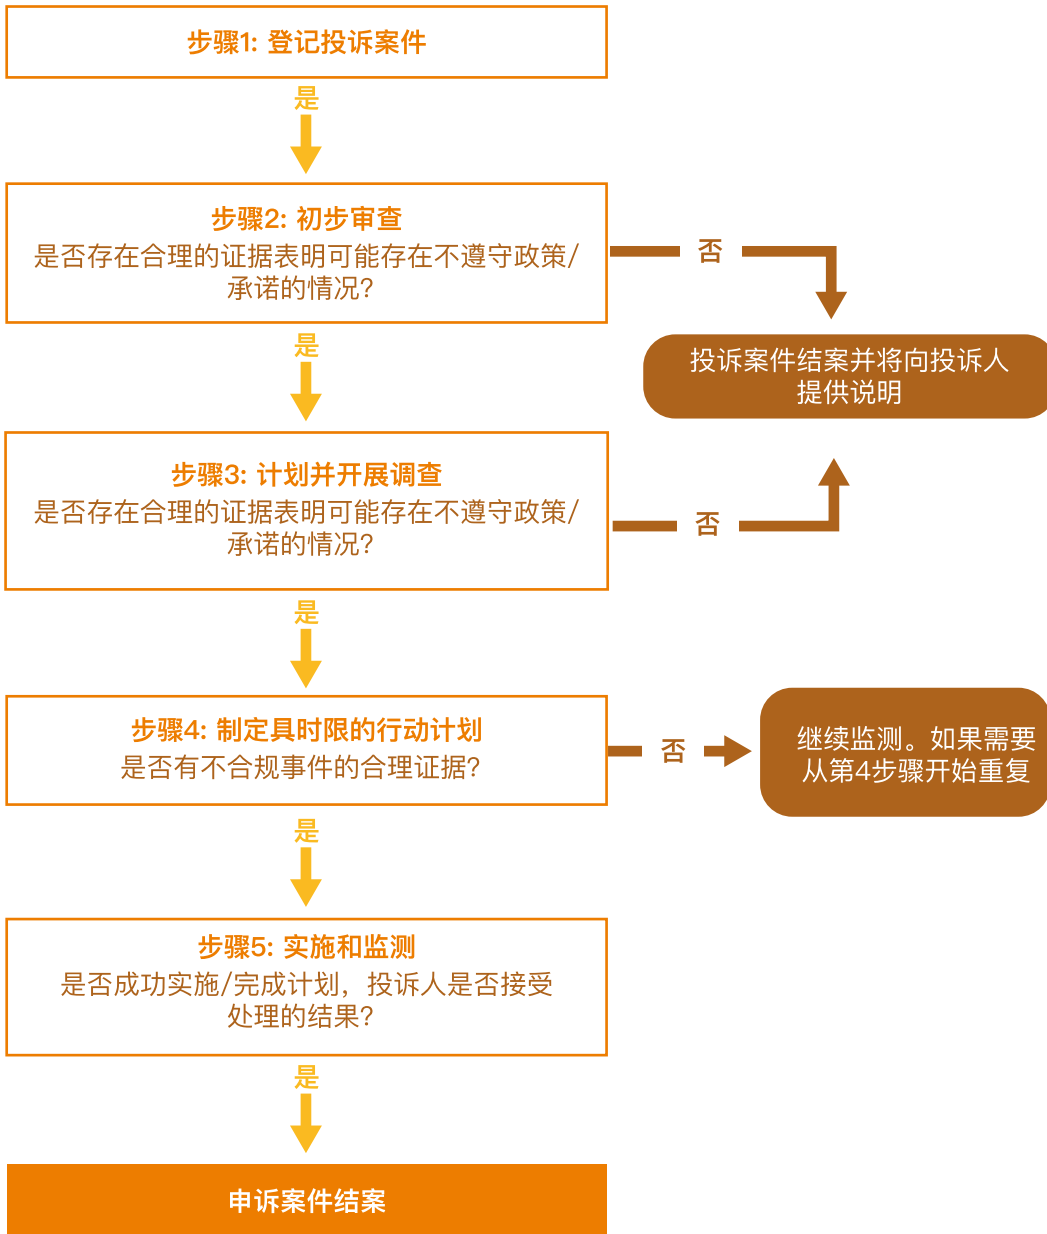 步骤1: 登记投诉案件
是
步骤2: 初步审查
是否存在合理的证据表明可能存在不遵守政策/
承诺的情况?
否
投诉案件结案并将向投诉人
提供说明
是
步骤3: 计划并开展调查
是否存在合理的证据表明可能存在不遵守政策/
承诺的情况?
否
是
步骤4: 制定具时限的行动计划
是否有不合规事件的合理证据?
否
继续监测。如果需要
从第4步骤开始重复
是
步骤5: 实施和监测
是否成功实施/完成计划，投诉人是否接受
处理的结果?
是
申诉案件结案